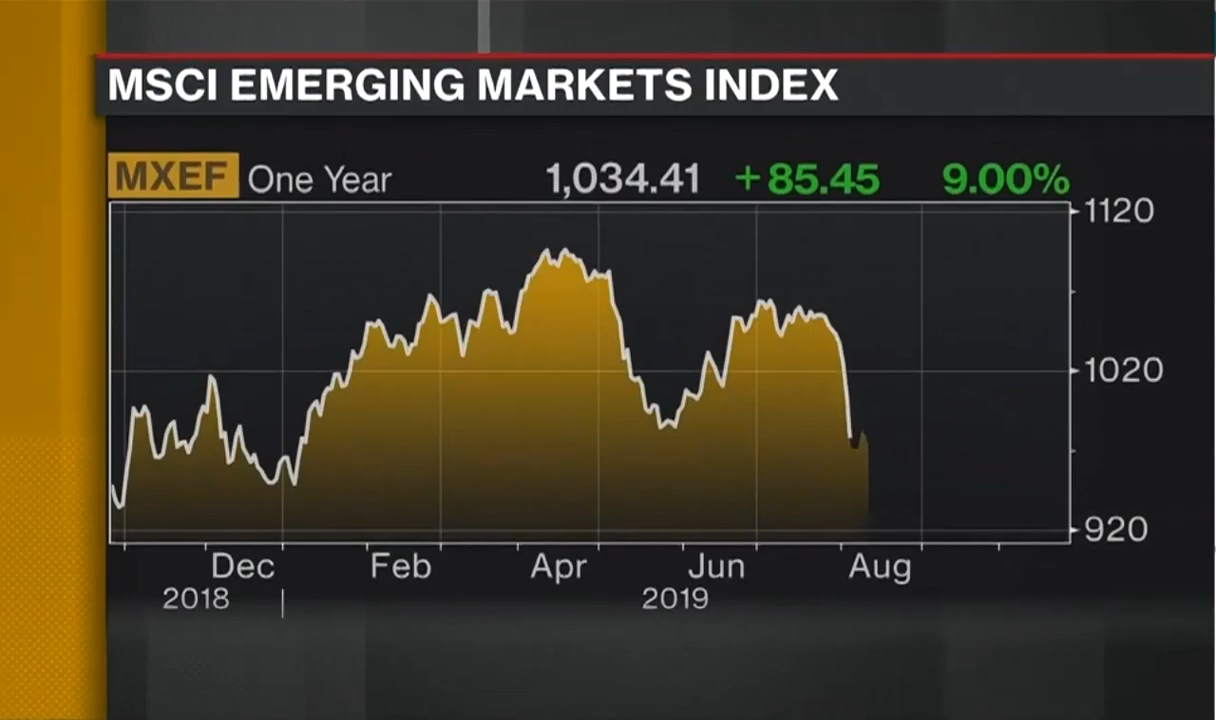 MSCI EMERGING MARKETS INDEX
MXEF One Year 1,034.41 +85.45 9.00%
1120
1020
920
Dec Feb Apr Jun Aug
2018 2019